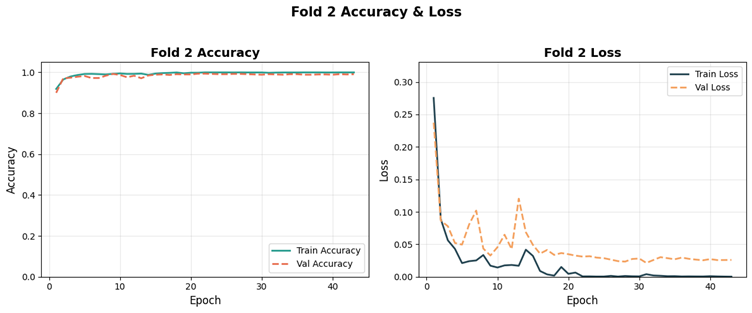 Fold 2 Accuracy & Loss
Fold 2 Accuracy
1.0
0.8
0.6
0.4
0.2
0.0
Accuracy
0
10
20
30
40
Epoch
Train Accuracy
Val Accuracy
Fold 2 Loss
0.30
0.25
0.20
0.15
0.10
0.05
0.00
Loss
0
10
20
30
40
Epoch
Train Loss
Val Loss